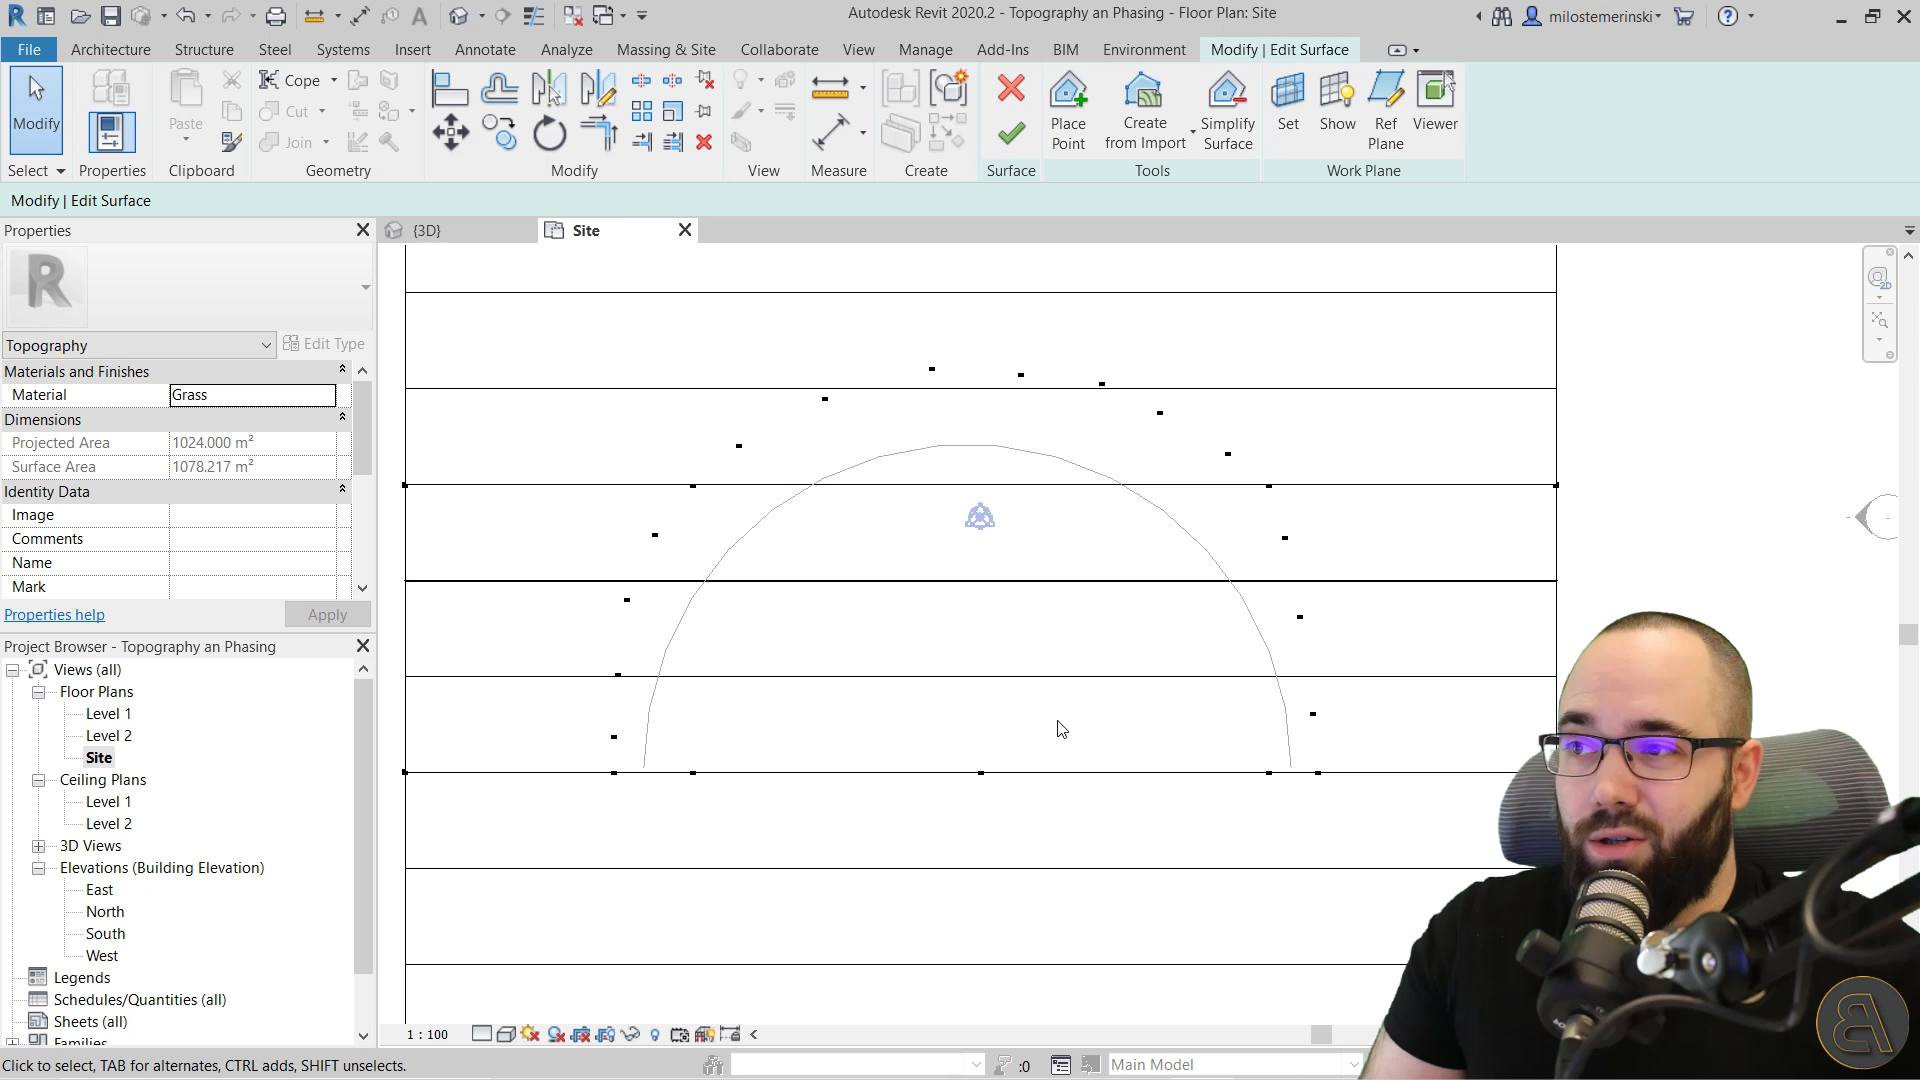 Autodesk Revit 2020.2 - Topography an Phasing - Floor Plan: Site
milostemerinski
File Architecture Structure Steel Systems Insert Annotate Analyze Massing & Site Collaborate View Manage Add-Ins BIM Environment Modify | Edit Surface
Modify
Select
Properties
Paste
Clipboard
Cope
Cut
Join
Geometry
Modify
View
Measure
Create
Surface
Place Point
Create from Import
Simplify Surface
Tools
Set
Show
Ref Plane
Viewer
Work Plane
Modify | Edit Surface
Properties
{3D}
Site
R
Topography
Edit Type
Materials and Finishes
Material Grass
Dimensions
Projected Area 1024.000 m²
Surface Area 1078.217 m²
Identity Data
Image
Comments
Name
Mark
Properties help
Apply
Project Browser - Topography an Phasing
Views (all)
Floor Plans
Level 1
Level 2
Site
Ceiling Plans
Level 1
Level 2
3D Views
Elevations (Building Elevation)
East
North
South
West
Legends
Schedules/Quantities (all)
Sheets (all)
Families
2D
1 : 100
Click to select, TAB for alternates, CTRL adds, SHIFT unselects.
:0
Main Model